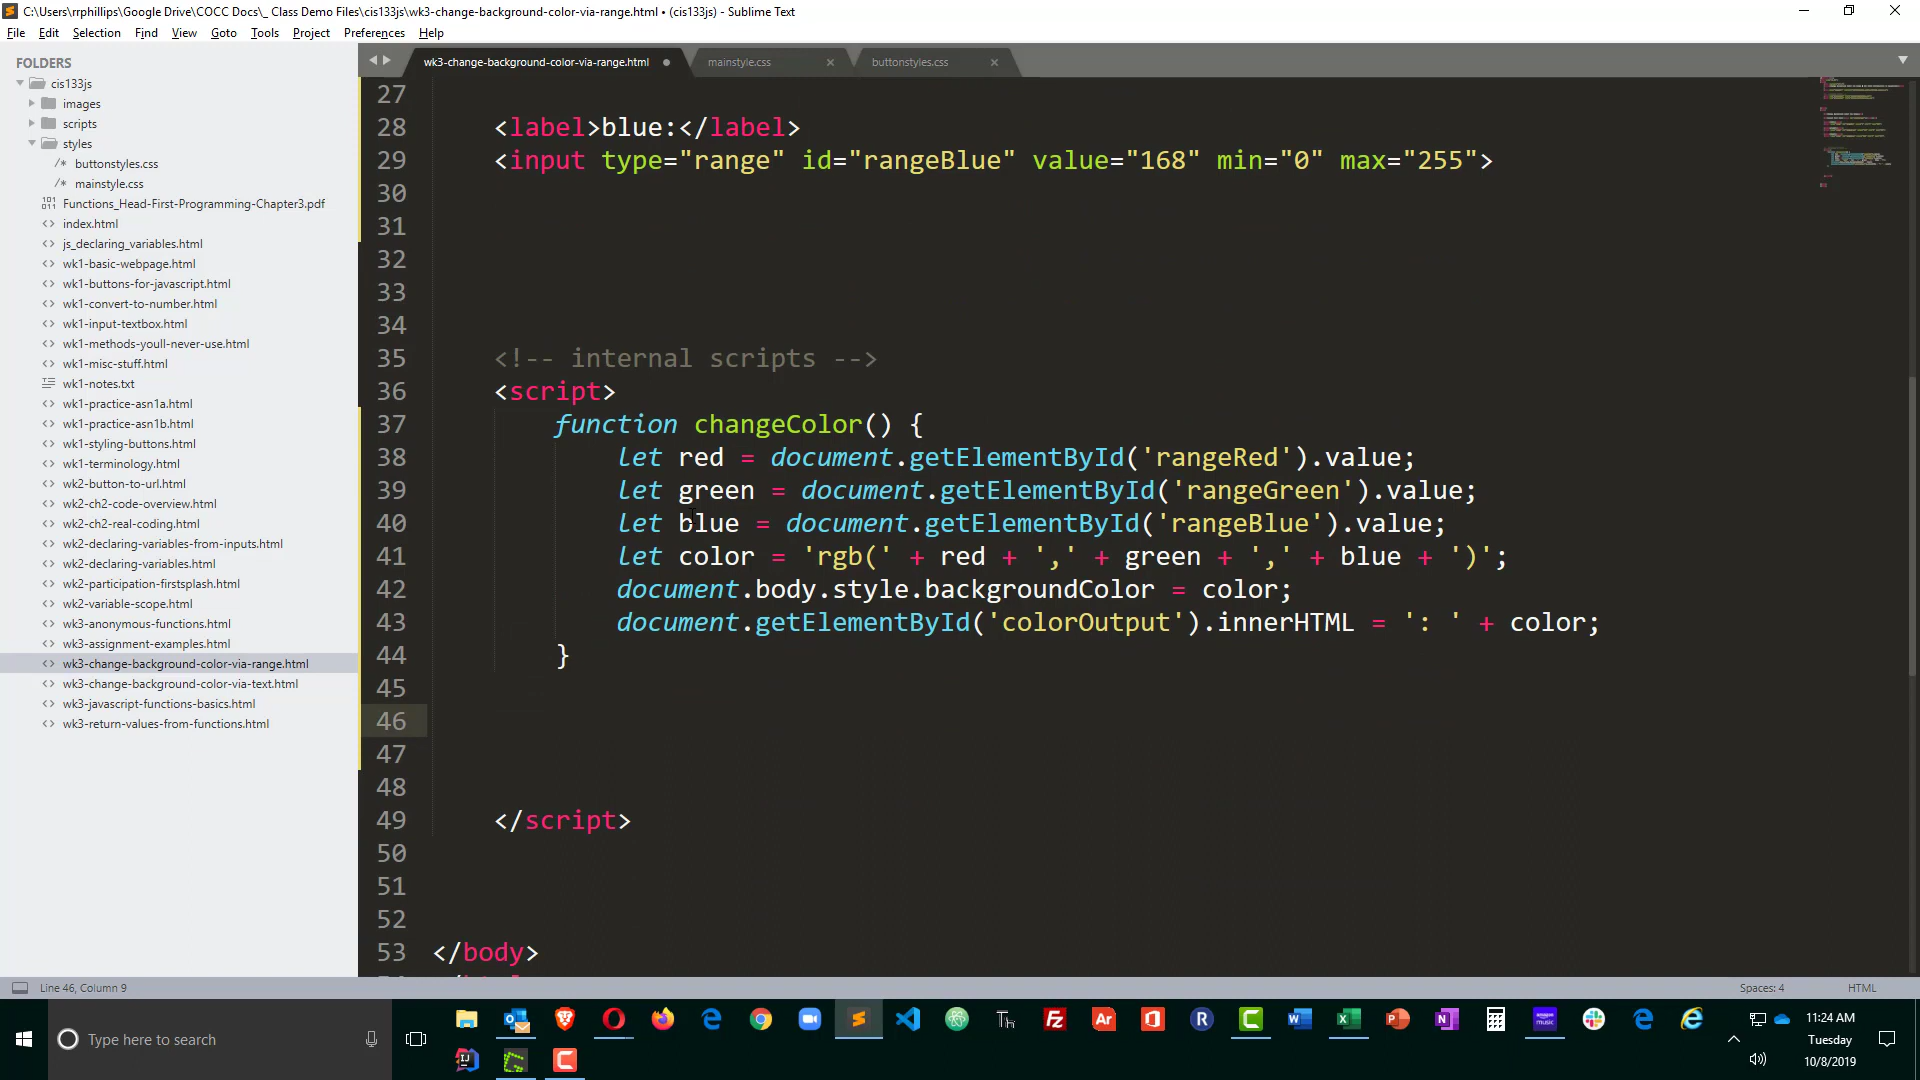 C:\Users\rrphillips\Google Drive\COCC Docs\_ Class Demo Files\cis133js\wk3-change-background-color-via-range.html • (cis133js) - Sublime Text
File Edit Selection Find View Goto Tools Project Preferences Help
FOLDERS
cis133js
images
scripts
styles
/* buttonstyles.css
/* mainstyle.css
Functions_Head-First-Programming-Chapter3.pdf
<> index.html
<> js_declaring_variables.html
<> wk1-basic-webpage.html
<> wk1-buttons-for-javascript.html
<> wk1-convert-to-number.html
<> wk1-input-textbox.html
<> wk1-methods-youll-never-use.html
<> wk1-misc-stuff.html
wk1-notes.txt
<> wk1-practice-asn1a.html
<> wk1-practice-asn1b.html
<> wk1-styling-buttons.html
<> wk1-terminology.html
<> wk2-button-to-url.html
<> wk2-ch2-code-overview.html
<> wk2-ch2-real-coding.html
<> wk2-declaring-variables-from-inputs.html
<> wk2-declaring-variables.html
<> wk2-participation-firstsplash.html
<> wk2-variable-scope.html
<> wk3-anonymous-functions.html
<> wk3-assignment-examples.html
<> wk3-change-background-color-via-range.html
<> wk3-change-background-color-via-text.html
<> wk3-javascript-functions-basics.html
<> wk3-return-values-from-functions.html
wk3-change-background-color-via-range.html mainstyle.css buttonstyles.css
27
28 <label>blue:</label>
29 <input type="range" id="rangeBlue" value="168" min="0" max="255">
30
31
32
33
34
35 <!-- internal scripts -->
36 <script>
37 function changeColor() {
38 let red = document.getElementById('rangeRed').value;
39 let green = document.getElementById('rangeGreen').value;
40 let blue = document.getElementById('rangeBlue').value;
41 let color = 'rgb(' + red + ',' + green + ',' + blue + ')';
42 document.body.style.backgroundColor = color;
43 document.getElementById('colorOutput').innerHTML = ': ' + color;
44 }
45
46
47
48
49 </script>
50
51
52
53 </body>
Line 46, Column 9 Spaces: 4 HTML
Type here to search
11:24 AM
Tuesday
10/8/2019